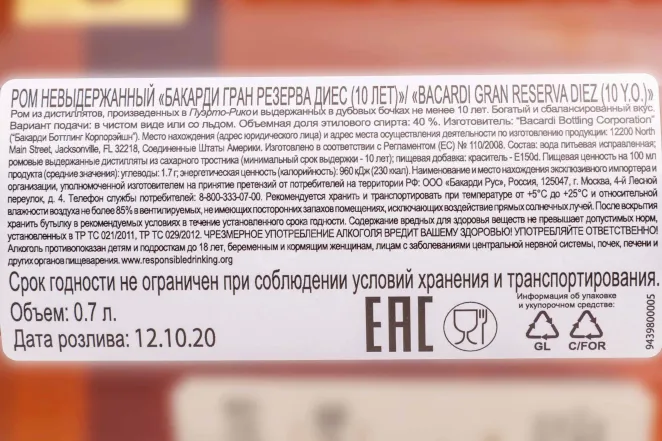 РОМ НЕВЫДЕРЖАННЫЙ «БАКАРДИ ГРАН РЕЗЕРВА ДИЕС (10 ЛЕТ)»/ «BACARDI GRAN RESERVA DIEZ (10 Y.O.)»
Ром из дистиллятов, произведенных в Пуэрто-Рико и выдержанных в дубовых бочках не менее 10 лет. Богатый и сбалансированный вкус.
Вариант подачи: в чистом виде или со льдом. Объемная доля этилового спирта: 40 %. Изготовитель: "Bacardi Bottling Corporation"
("Бакарди Боттлинг Корпорэйшн"). Место нахождения (адрес юридического лица) и адрес места осуществления деятельности по изготовлению продукции: 12200 North
Main Street, Jacksonville, FL 32218, Соединенные Штаты Америки. Изготовлено в соответствии с Регламентом (ЕС) № 110/2008. Состав: вода питьевая исправленная;
ромовые выдержанные дистилляты из сахарного тростника (минимальный срок выдержки - 10 лет); пищевая добавка: краситель - Е150d. Пищевая ценность на 100 мл
продукта (средние значения): углеводы: 1.7 г; энергетическая ценность (калорийность): 960 кДж (230 ккал). Наименование и место нахождения эксклюзивного импортера и
организации, уполномоченной изготовителем на принятие претензий от потребителей на территории РФ: ООО «Бакарди Рус», Россия, 125047, г. Москва, 4-й Лесной
переулок, д. 4. Телефон службы потребителей: 8-800-333-07-00. Рекомендуется хранить и транспортировать при температуре от +5°С до +25°С и относительной
влажности воздуха не более 85% в вентилируемых, не имеющих посторонних запахов помещениях, исключающих воздействие прямых солнечных лучей. После вскрытия
хранить бутылку в рекомендуемых условиях в течение установленного срока годности. Содержание вредных для здоровья веществ не превышает допустимых норм,
установленных в ТР ТС 021/2011, ТР ТС 029/2012. ЧРЕЗМЕРНОЕ УПОТРЕБЛЕНИЕ АЛКОГОЛЯ ВРЕДИТ ВАШЕМУ ЗДОРОВЬЮ! УПОТРЕБЛЯЙТЕ ОТВЕТСТВЕННО!
Алкоголь противопоказан детям и подросткам до 18 лет, беременным и кормящим женщинам, лицам с заболеваниями центральной нервной системы, почек, печени и
других органов пищеварения. www.responsibledrinking.org
Срок годности не ограничен при соблюдении условий хранения и транспортирования.
Объем: 0.7 л.
Дата розлива: 12.10.20
EAC
Информация об упаковке
и укупорочном средстве:
GL
C/FOR
9439800005